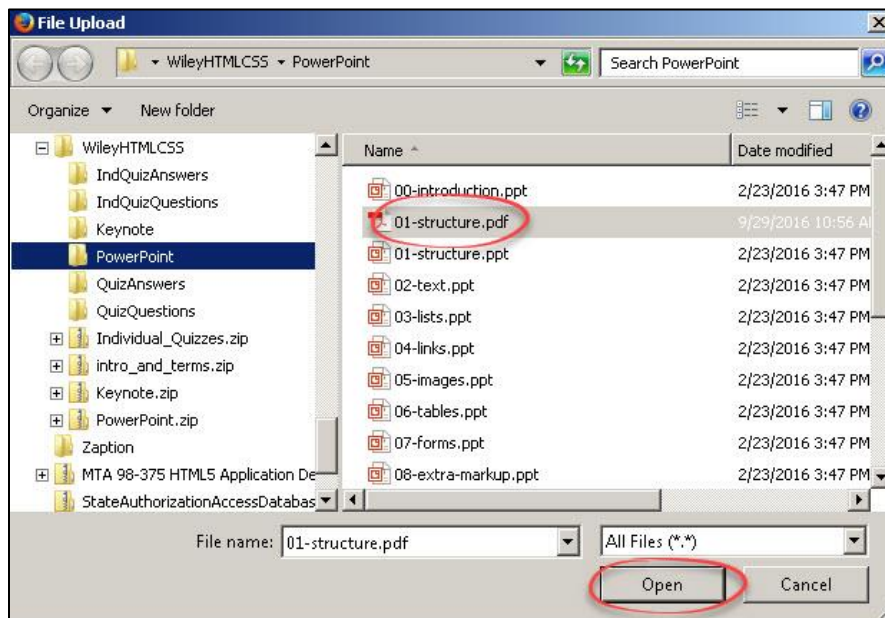 File Upload
WileyHTMLCSS PowerPoint
Search PowerPoint
Organize New folder
WileyHTMLCSS
IndQuizAnswers
IndQuizQuestions
Keynote
PowerPoint
QuizAnswers
QuizQuestions
Individual_Quizzes.zip
intro_and_terms.zip
Keynote.zip
PowerPoint.zip
Zaption
MTA 98-375 HTML5 Application De
StateAuthorizationAccessDatabas
Name Date modified
00-introduction.ppt 2/23/2016 3:47 PM
01-structure.pdf 9/29/2016 10:56 A
01-structure.ppt 2/23/2016 3:47 PM
02-text.ppt 2/23/2016 3:47 PM
03-lists.ppt 2/23/2016 3:47 PM
04-links.ppt 2/23/2016 3:47 PM
05-images.ppt 2/23/2016 3:47 PM
06-tables.ppt 2/23/2016 3:47 PM
07-forms.ppt 2/23/2016 3:47 PM
08-extra-markup.ppt 2/23/2016 3:47 PM
File name: 01-structure.pdf All Files (*.*)
Open Cancel